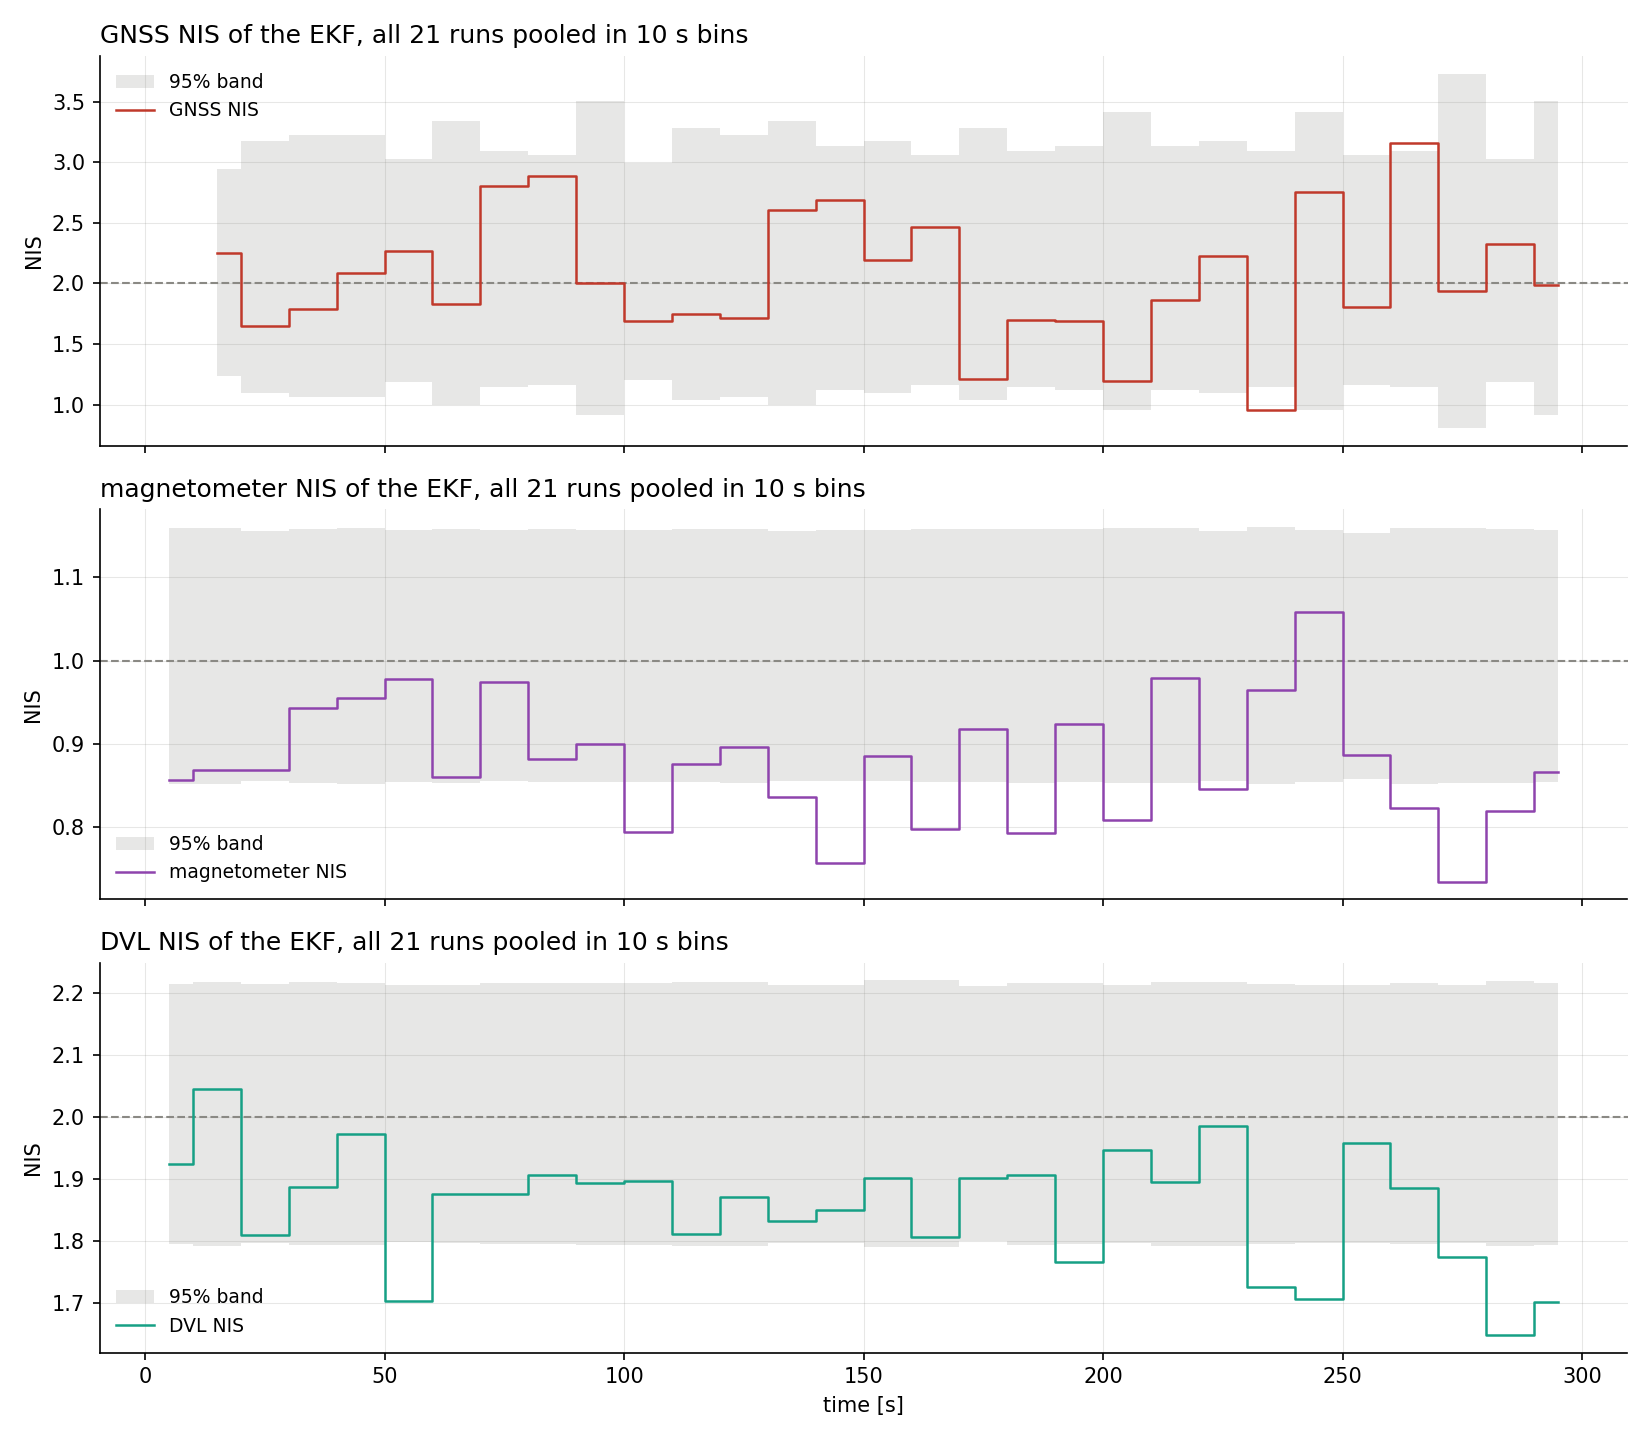 GNSS NIS of the EKF, all 21 runs pooled in 10 s bins
95% band
GNSS NIS
NIS
3.5
3.0
2.5
2.0
1.5
1.0
magnetometer NIS of the EKF, all 21 runs pooled in 10 s bins
NIS
1.1
1.0
0.9
0.8
95% band
magnetometer NIS
DVL NIS of the EKF, all 21 runs pooled in 10 s bins
NIS
2.2
2.1
2.0
1.9
1.8
1.7
95% band
DVL NIS
0 50 100 150 200 250 300
time [s]